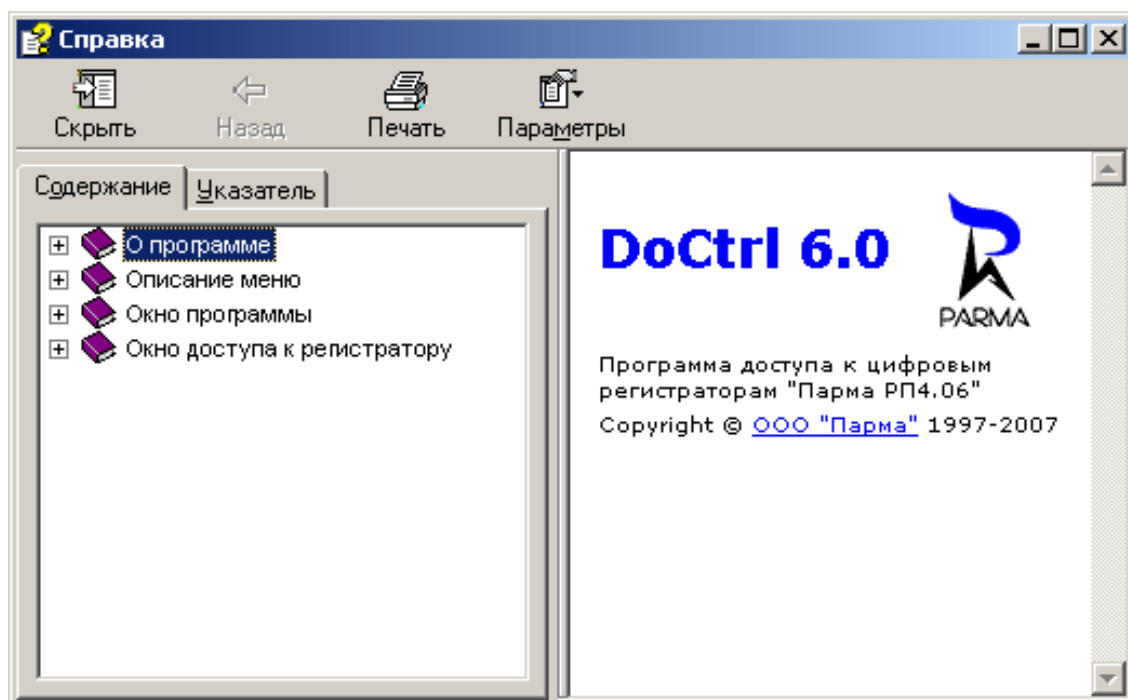 Справка
Скрыть Назад Печать Параметры
Содержание Указатель
О программе
Описание меню
Окно программы
Окно доступа к регистратору
DoCtrl 6.0
PARMA
Программа доступа к цифровым
регистраторам "Парма РП4.06"
Copyright © ООО "Парма" 1997-2007